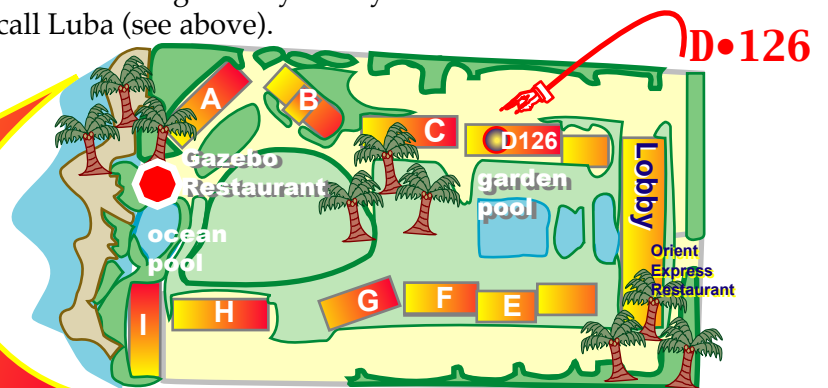 call Luba (see above).
D•126
A
B
C
D126
Gazebo
Restaurant
garden
pool
Lobby
ocean
pool
Orient
Express
Restaurant
I
H
G
F
E